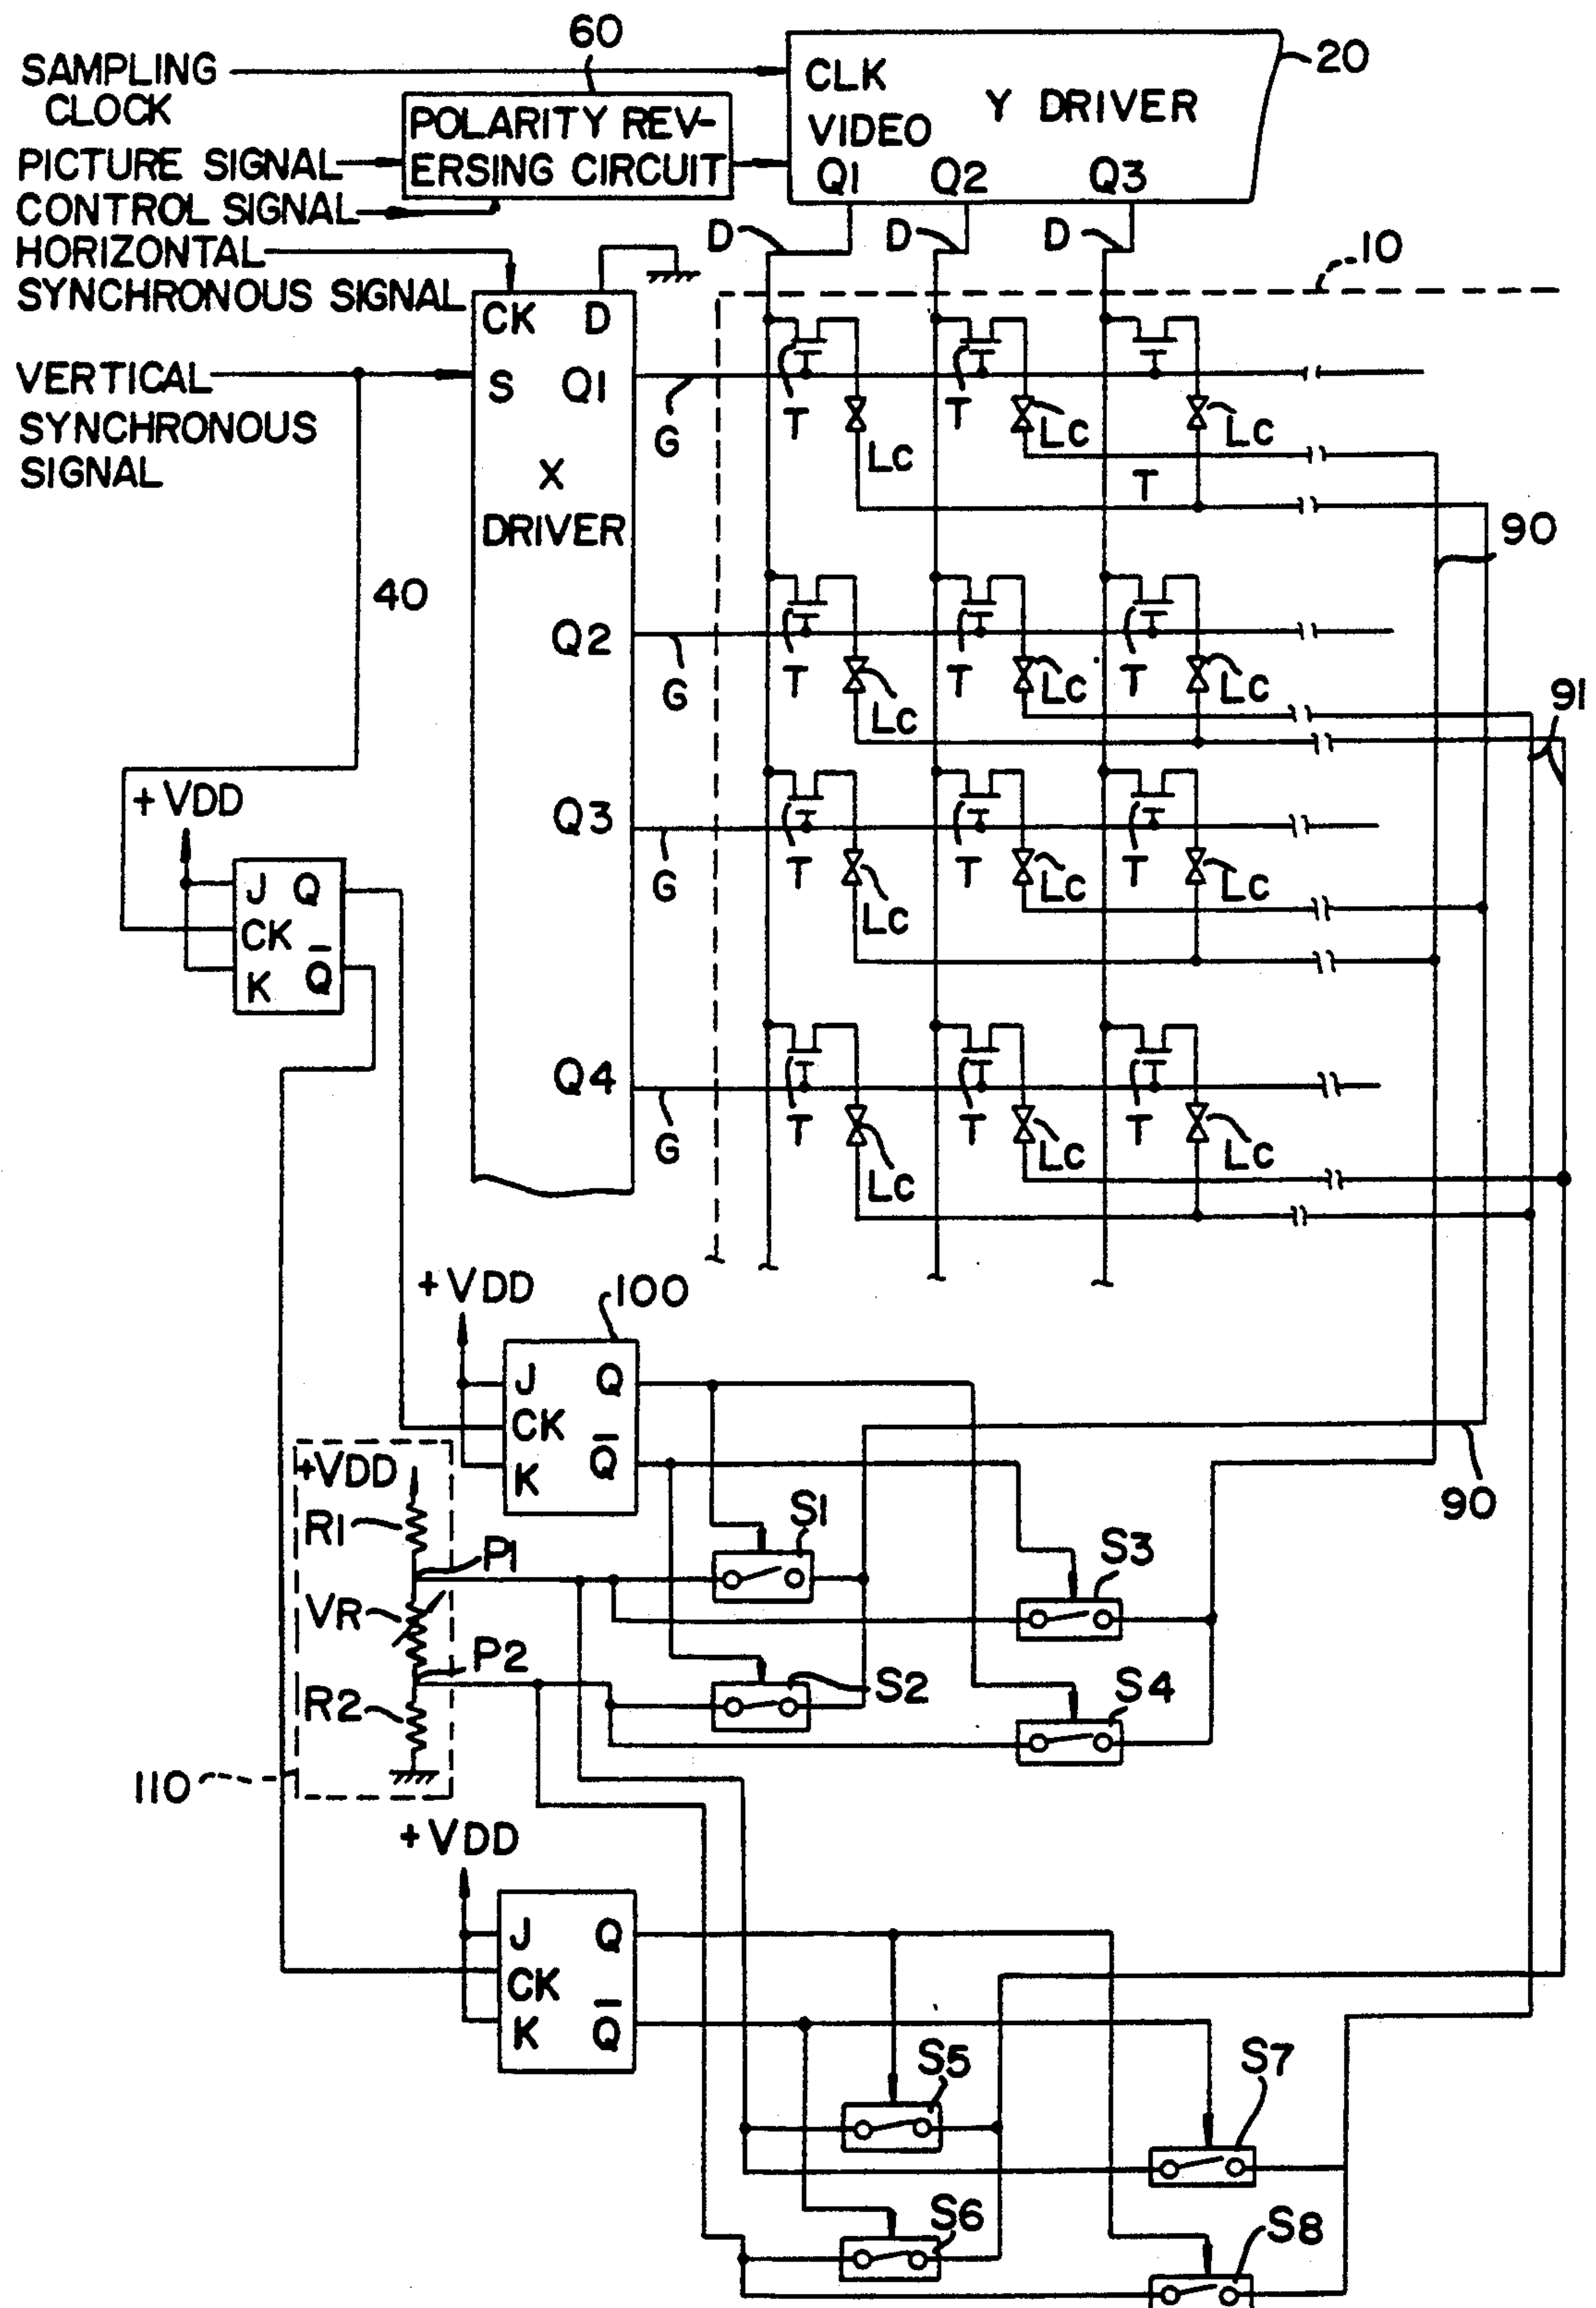 60
SAMPLING
CLOCK
CLK
Y DRIVER
20
POLARITY REV-
ERSING CIRCUIT
VIDEO
PICTURE SIGNAL
Q1 Q2 Q3
CONTROL SIGNAL
D D D
HORIZONTAL
SYNCHRONOUS SIGNAL
10
CK D
VERTICAL
SYNCHRONOUS
SIGNAL
S Q1
G
T T
Lc Lc Lc
T
X
DRIVER
90
40
Q2
G
T T T
Lc Lc Lc
91
+VDD
Q3
G
T T T
Lc Lc Lc
J Q
CK
K Q̅
Q4
G
T T T
Lc Lc Lc
+VDD
100
J Q
CK
K Q̅
90
+VDD
R1
P1
S1
S3
VR
P2
S2
S4
R2
110
+VDD
J Q
CK
K Q̅
S5
S7
S6
S8